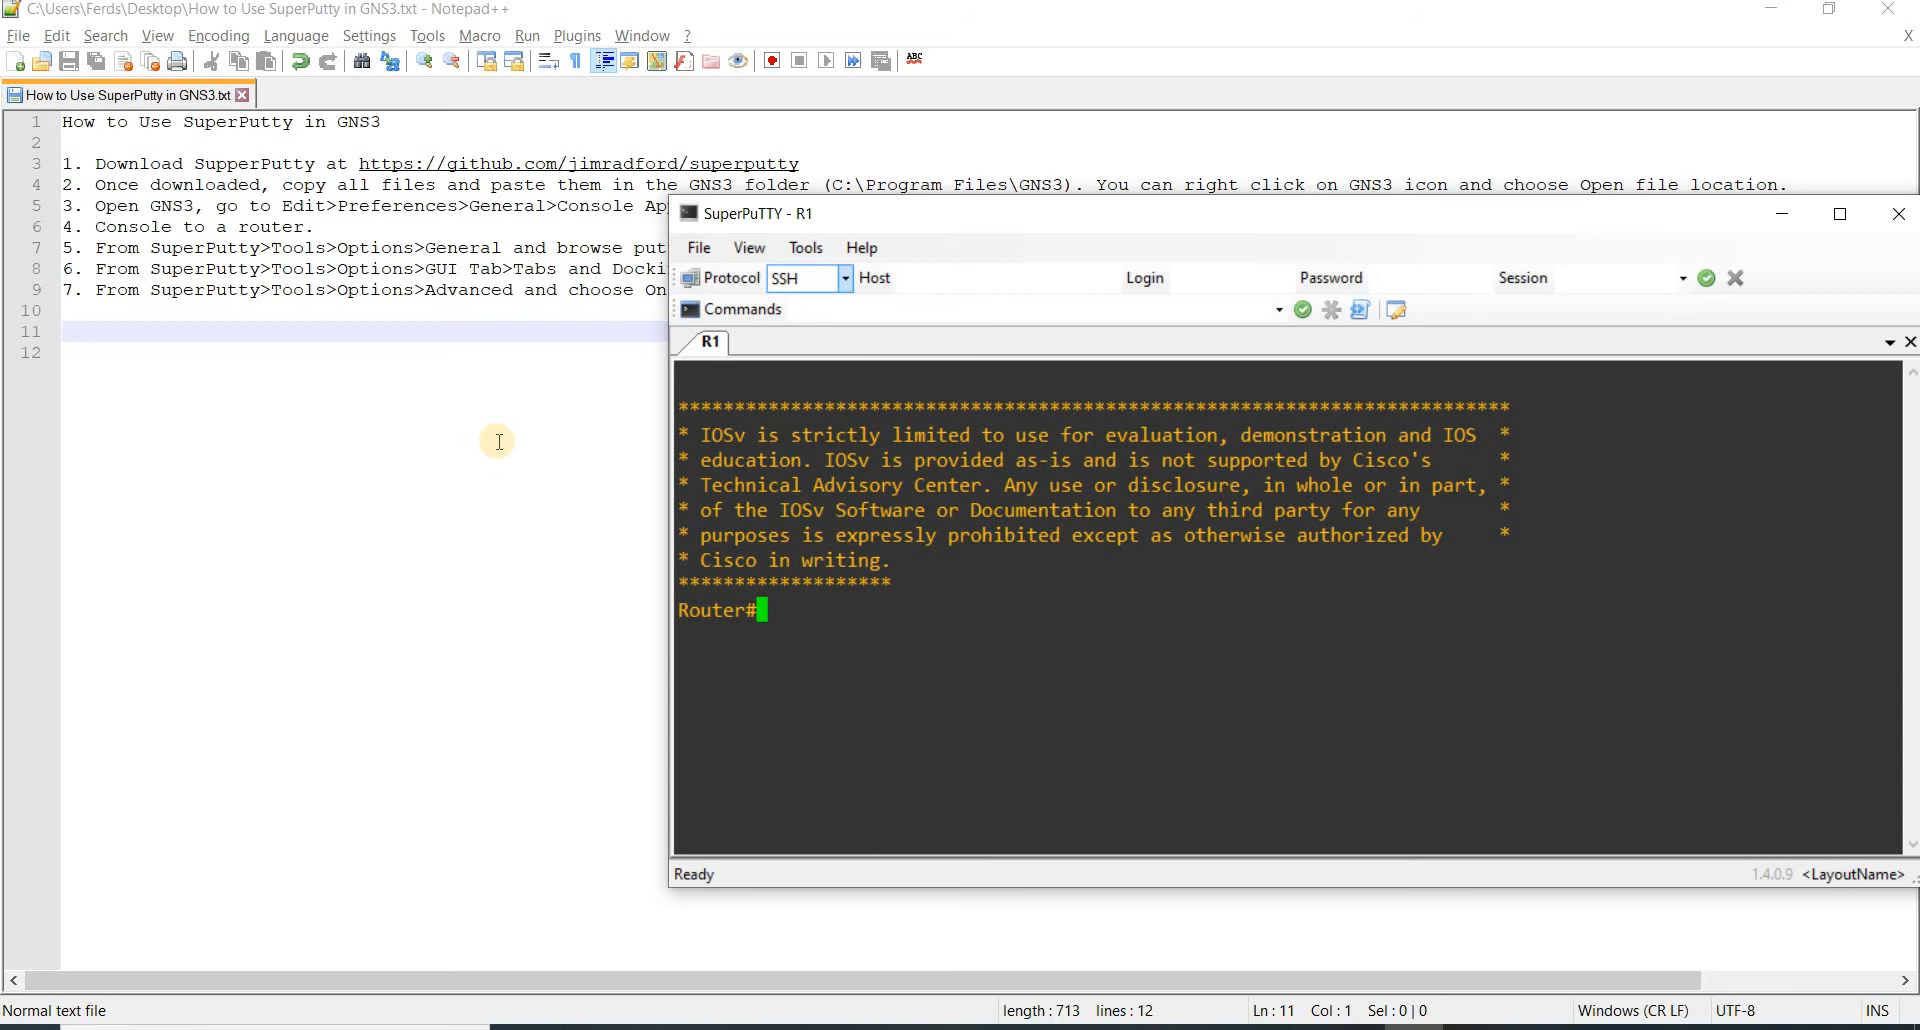 C:\Users\Ferds\Desktop\How to Use SuperPutty in GNS3.txt - Notepad++
File Edit Search View Encoding Language Settings Tools Macro Run Plugins Window ?
X
ABC
How to Use SuperPutty in GNS3.txt
1 How to Use SuperPutty in GNS3
2
3 1. Download SupperPutty at https://github.com/jimradford/superputty
4 2. Once downloaded, copy all files and paste them in the GNS3 folder (C:\Program Files\GNS3). You can right click on GNS3 icon and choose Open file location.
5 3. Open GNS3, go to Edit>Preferences>General>Console Ap
6 4. Console to a router.
7 5. From SuperPutty>Tools>Options>General and browse put
8 6. From SuperPutty>Tools>Options>GUI Tab>Tabs and Docki
9 7. From SuperPutty>Tools>Options>Advanced and choose On
10
11
12
SuperPuTTY - R1
File View Tools Help
Protocol SSH Host Login Password Session
Commands
R1
**************************************************************************
* IOSv is strictly limited to use for evaluation, demonstration and IOS *
* education. IOSv is provided as-is and is not supported by Cisco's *
* Technical Advisory Center. Any use or disclosure, in whole or in part, *
* of the IOSv Software or Documentation to any third party for any *
* purposes is expressly prohibited except as otherwise authorized by *
* Cisco in writing.
*******************
Router#
Ready 1.4.0.9 <LayoutName>
Normal text file length : 713 lines : 12 Ln : 11 Col : 1 Sel : 0 | 0 Windows (CR LF) UTF-8 INS